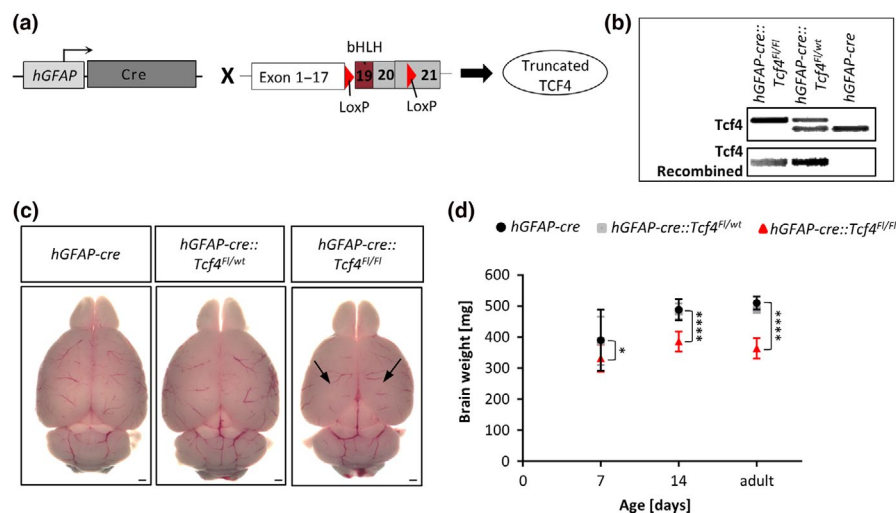 (a)
bHLH
hGFAP Cre X Exon 1–17 19 20 21 Truncated TCF4
LoxP LoxP
(b)
hGFAP-cre::Tcf4Fl/Fl
hGFAP-cre::Tcf4Fl/wt
hGFAP-cre
Tcf4
Tcf4
Recombined
(c)
hGFAP-cre
hGFAP-cre::
Tcf4Fl/wt
hGFAP-cre::
Tcf4Fl/Fl
(d)
hGFAP-cre hGFAP-cre::Tcf4Fl/wt hGFAP-cre::Tcf4Fl/Fl
Brain weight [mg]
600
500
400
300
200
100
0
*
****
****
0 7 14 adult
Age [days]